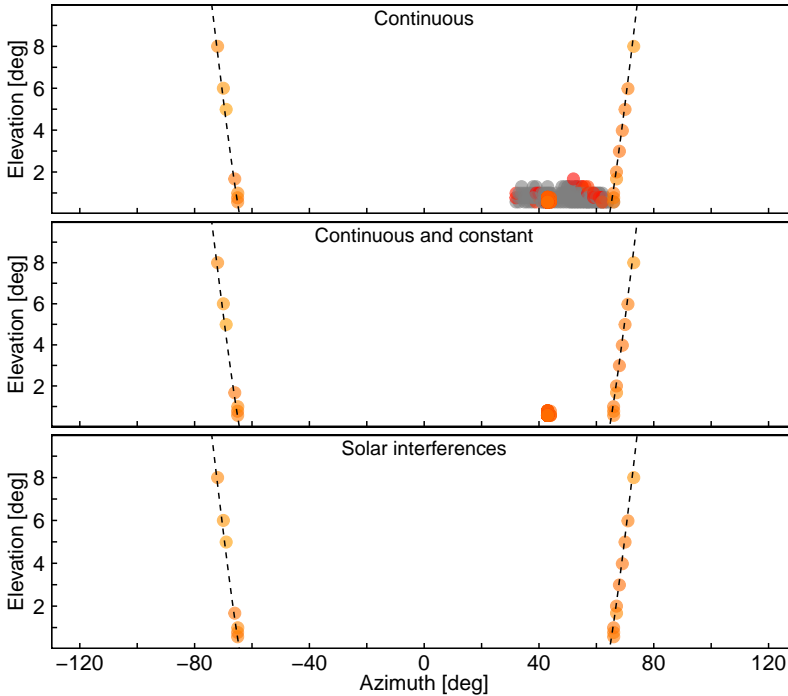 Continuous
Elevation [deg]
8
6
4
2
Continuous and constant
Elevation [deg]
8
6
4
2
Solar interferences
Elevation [deg]
8
6
4
2
−120 −80 −40 0 40 80 120
Azimuth [deg]